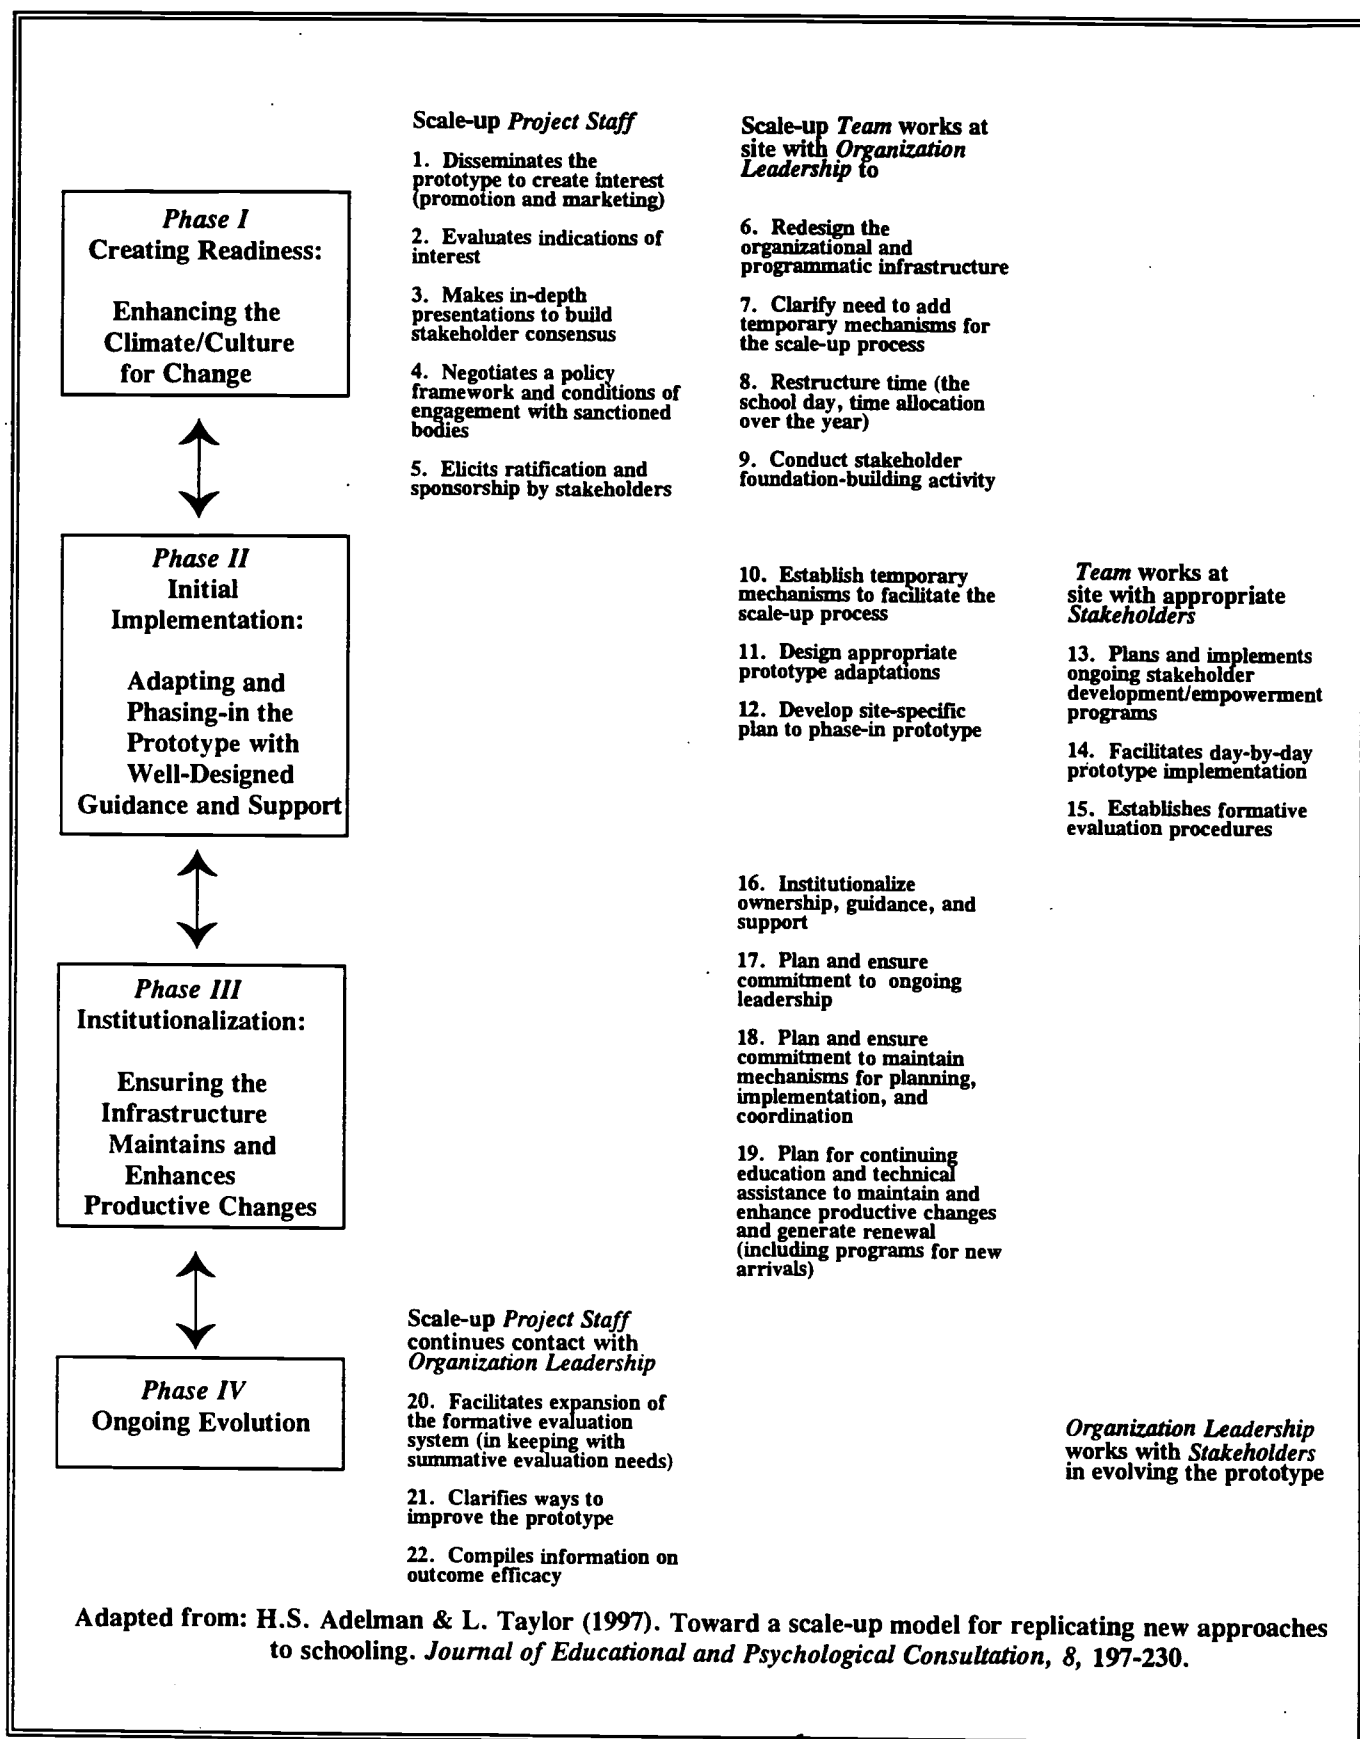 Phase I
Creating Readiness:
Enhancing the
Climate/Culture
for Change
Scale-up Project Staff
1. Disseminates the
prototype to create interest
(promotion and marketing)
2. Evaluates indications of
interest
3. Makes in-depth
presentations to build
stakeholder consensus
4. Negotiates a policy
framework and conditions of
engagement with sanctioned
bodies
5. Elicits ratification and
sponsorship by stakeholders
Scale-up Team works at
site with Organization
Leadership to
6. Redesign the
organizational and
programmatic infrastructure
7. Clarify need to add
temporary mechanisms for
the scale-up process
8. Restructure time (the
school day, time allocation
over the year)
9. Conduct stakeholder
foundation-building activity
Phase II
Initial
Implementation:
Adapting and
Phasing-in the
Prototype with
Well-Designed
Guidance and Support
10. Establish temporary
mechanisms to facilitate the
scale-up process
11. Design appropriate
prototype adaptations
12. Develop site-specific
plan to phase-in prototype
Team works at
site with appropriate
Stakeholders
13. Plans and implements
ongoing stakeholder
development/empowerment
programs
14. Facilitates day-by-day
prototype implementation
15. Establishes formative
evaluation procedures
Phase III
Institutionalization:
Ensuring the
Infrastructure
Maintains and
Enhances
Productive Changes
16. Institutionalize
ownership, guidance, and
support
17. Plan and ensure
commitment to ongoing
leadership
18. Plan and ensure
commitment to maintain
mechanisms for planning,
implementation, and
coordination
19. Plan for continuing
education and technical
assistance to maintain and
enhance productive changes
and generate renewal
(including programs for new
arrivals)
Phase IV
Ongoing Evolution
Scale-up Project Staff
continues contact with
Organization Leadership
20. Facilitates expansion of
the formative evaluation
system (in keeping with
summative evaluation needs)
21. Clarifies ways to
improve the prototype
22. Compiles information on
outcome efficacy
Organization Leadership
works with Stakeholders
in evolving the prototype
Adapted from: H.S. Adelman & L. Taylor (1997). Toward a scale-up model for replicating new approaches
to schooling. Journal of Educational and Psychological Consultation, 8, 197-230.